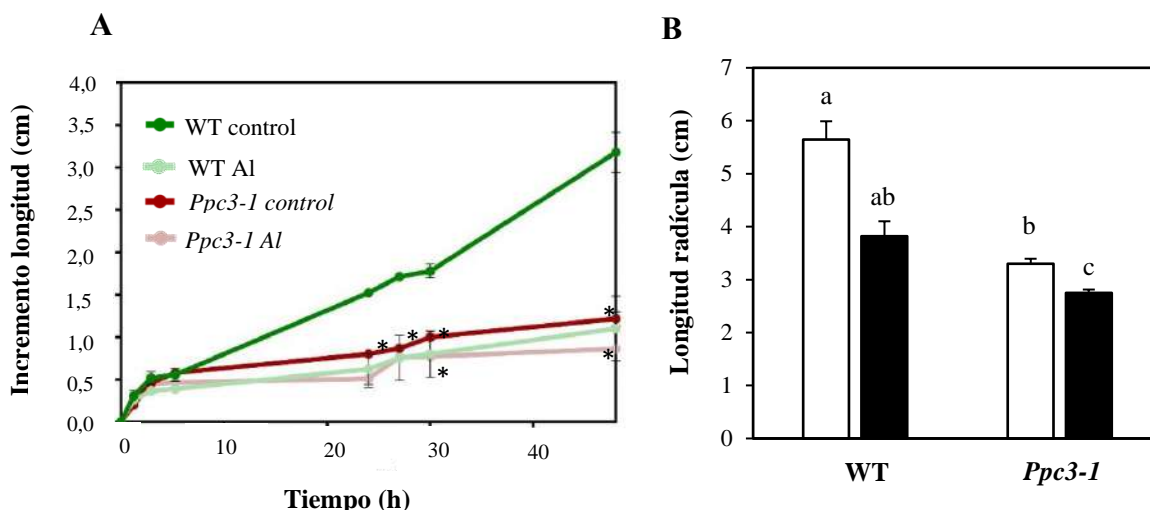 A
Incremento longitud (cm)
4,0
3,5
3,0
2,5
2,0
1,5
1,0
0,5
0,0
WT control
WT Al
Ppc3-1 control
Ppc3-1 Al
* * * * * *
0 10 20 30 40
Tiempo (h)
B
Longitud radícula (cm)
7
6
5
4
3
2
1
0
a
ab
b
c
WT Ppc3-1